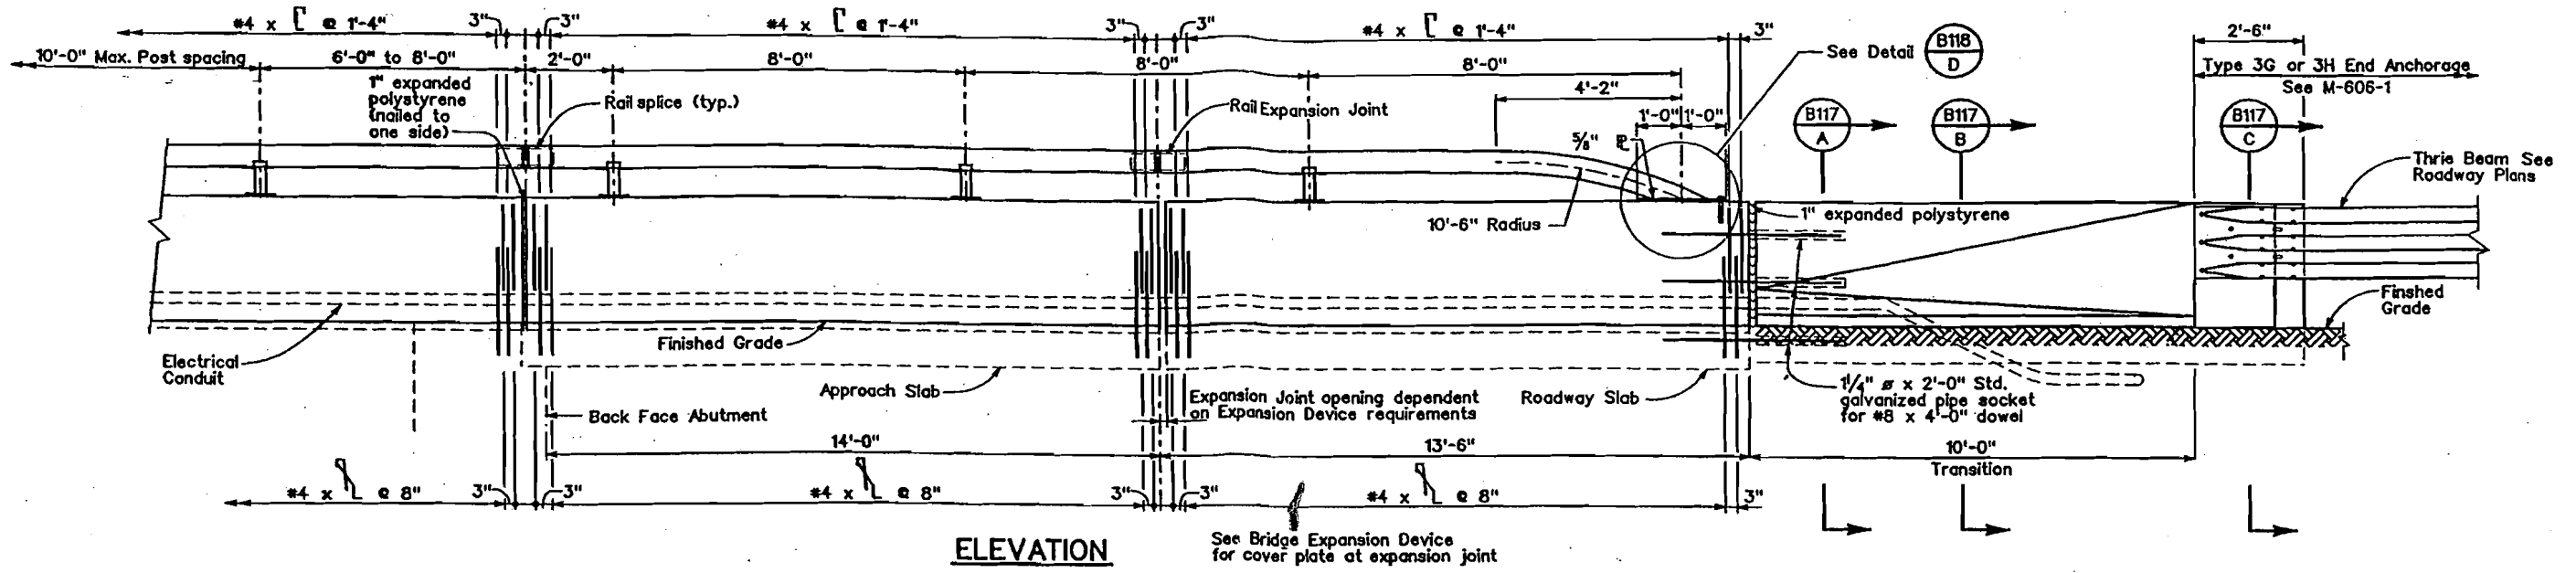 #4 x @ 1'-4"
3"
3"
#4 x @ 1'-4"
3"
3"
#4 x @ 1'-4"
3"
2'-6"
10'-0" Max. Post spacing
6'-0" to 8'-0"
2'-0"
8'-0"
8'-0"
8'-0"
See Detail
B118
D
Type 3G or 3H End Anchorage
See M-606-1
1" expanded
polystyrene
(nailed to
one side)
Rail splice (typ.)
Rail Expansion Joint
4'-2"
1'-0"
1'-0"
5/8" PL
B117
A
B117
B
B117
C
Thrie Beam See
Roadway Plans
10'-6" Radius
1" expanded polystyrene
Electrical
Conduit
Finished Grade
Finshed
Grade
Approach Slab
Back Face Abutment
Expansion Joint opening dependent
on Expansion Device requirements
Roadway Slab
1 1/4" ø x 2'-0" Std.
galvanized pipe socket
for #8 x 4'-0" dowel
14'-0"
13'-6"
10'-0"
Transition
#4 x @ 8"
3"
3"
#4 x @ 8"
3"
3"
#4 x @ 8"
3"
ELEVATION
See Bridge Expansion Device
for cover plate at expansion joint